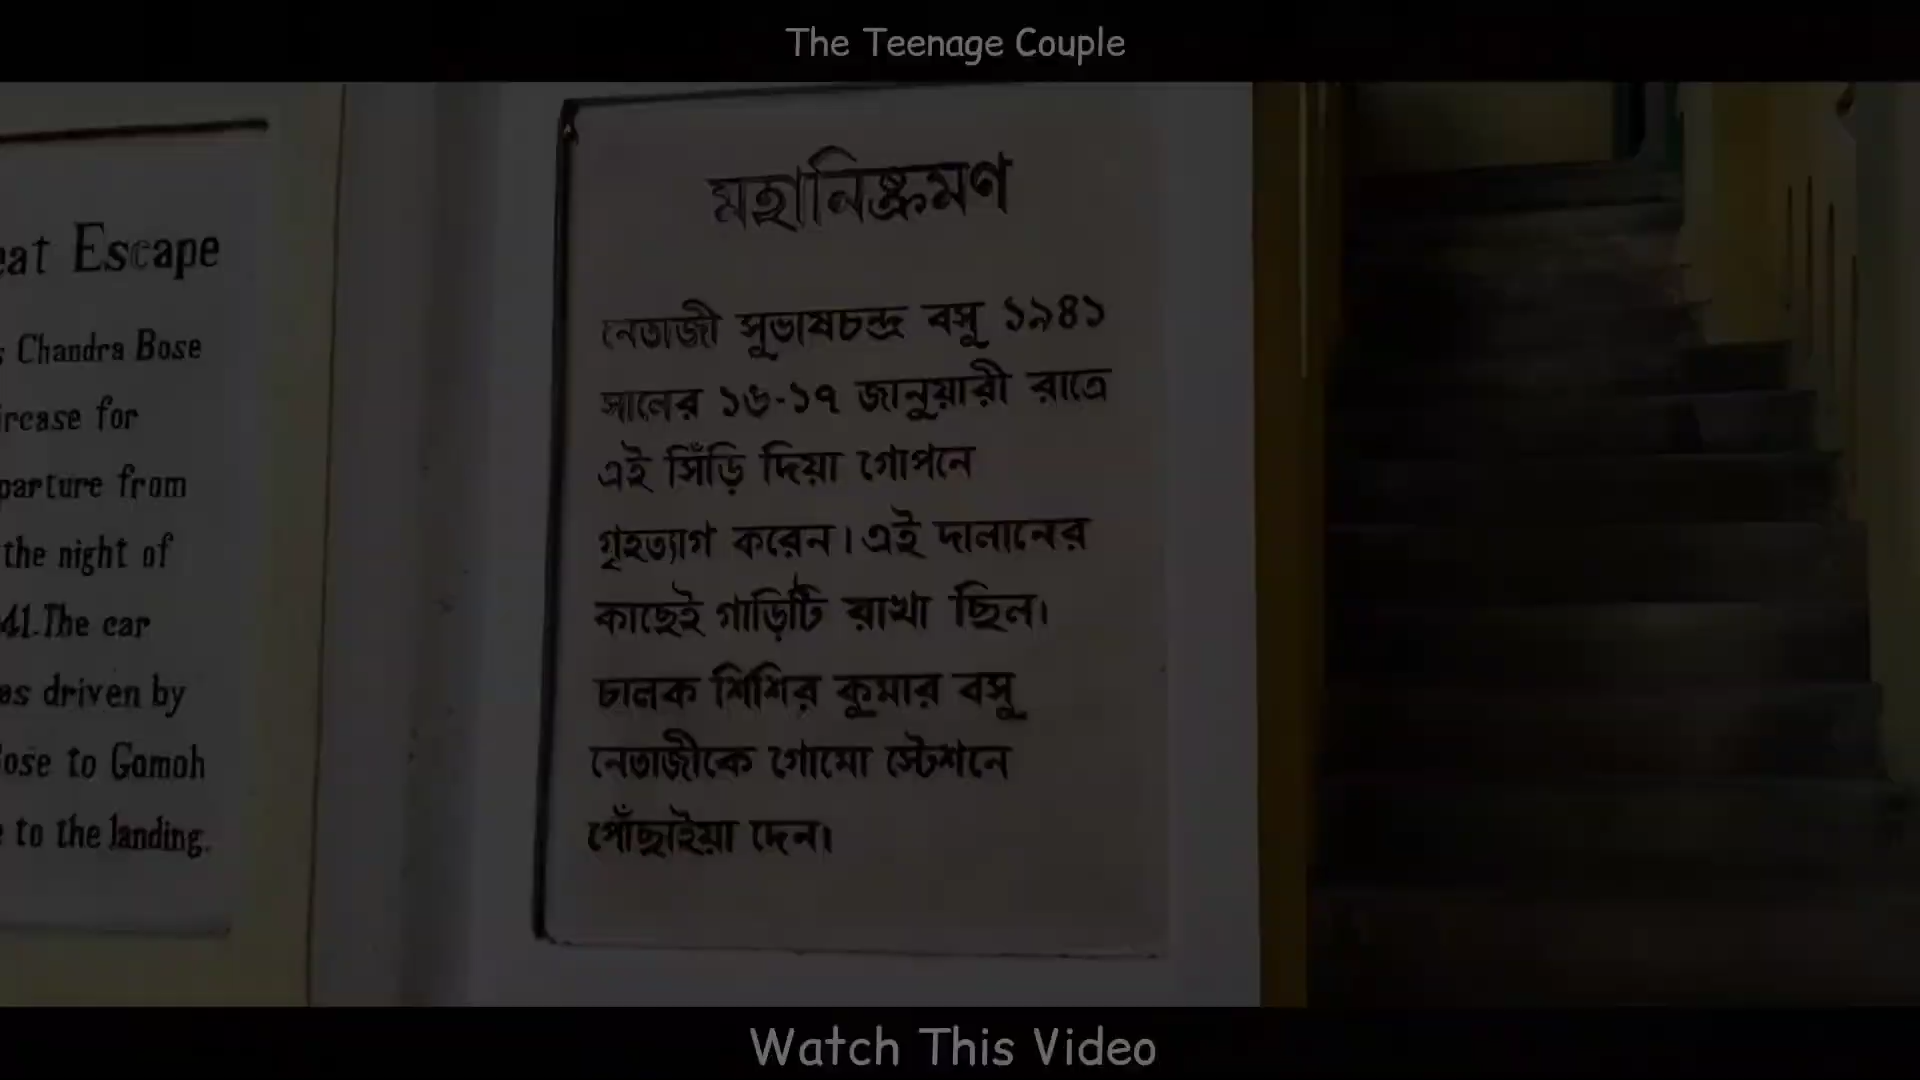 The Teenage Couple
eat Escape
Chandra Bose
ircase for
parture from
the night of
41.The car
as driven by
ose to Gomoh
to the landing.
মহানিষ্ক্রমণ
নেতাজী সুভাষচন্দ্র বসু ১৯৪১
সানের ১৬-১৭ জানুয়ারী রাত্রে
এই সিঁড়ি দিয়া গোপনে
গৃহত্যাগ করেন। এই দালানের
কাছেই গাড়িটি রাখা ছিল।
চালক শিশির কুমার বসু
নেতাজীকে গোমো স্টেশনে
পৌঁছাইয়া দেন।
Watch This Video